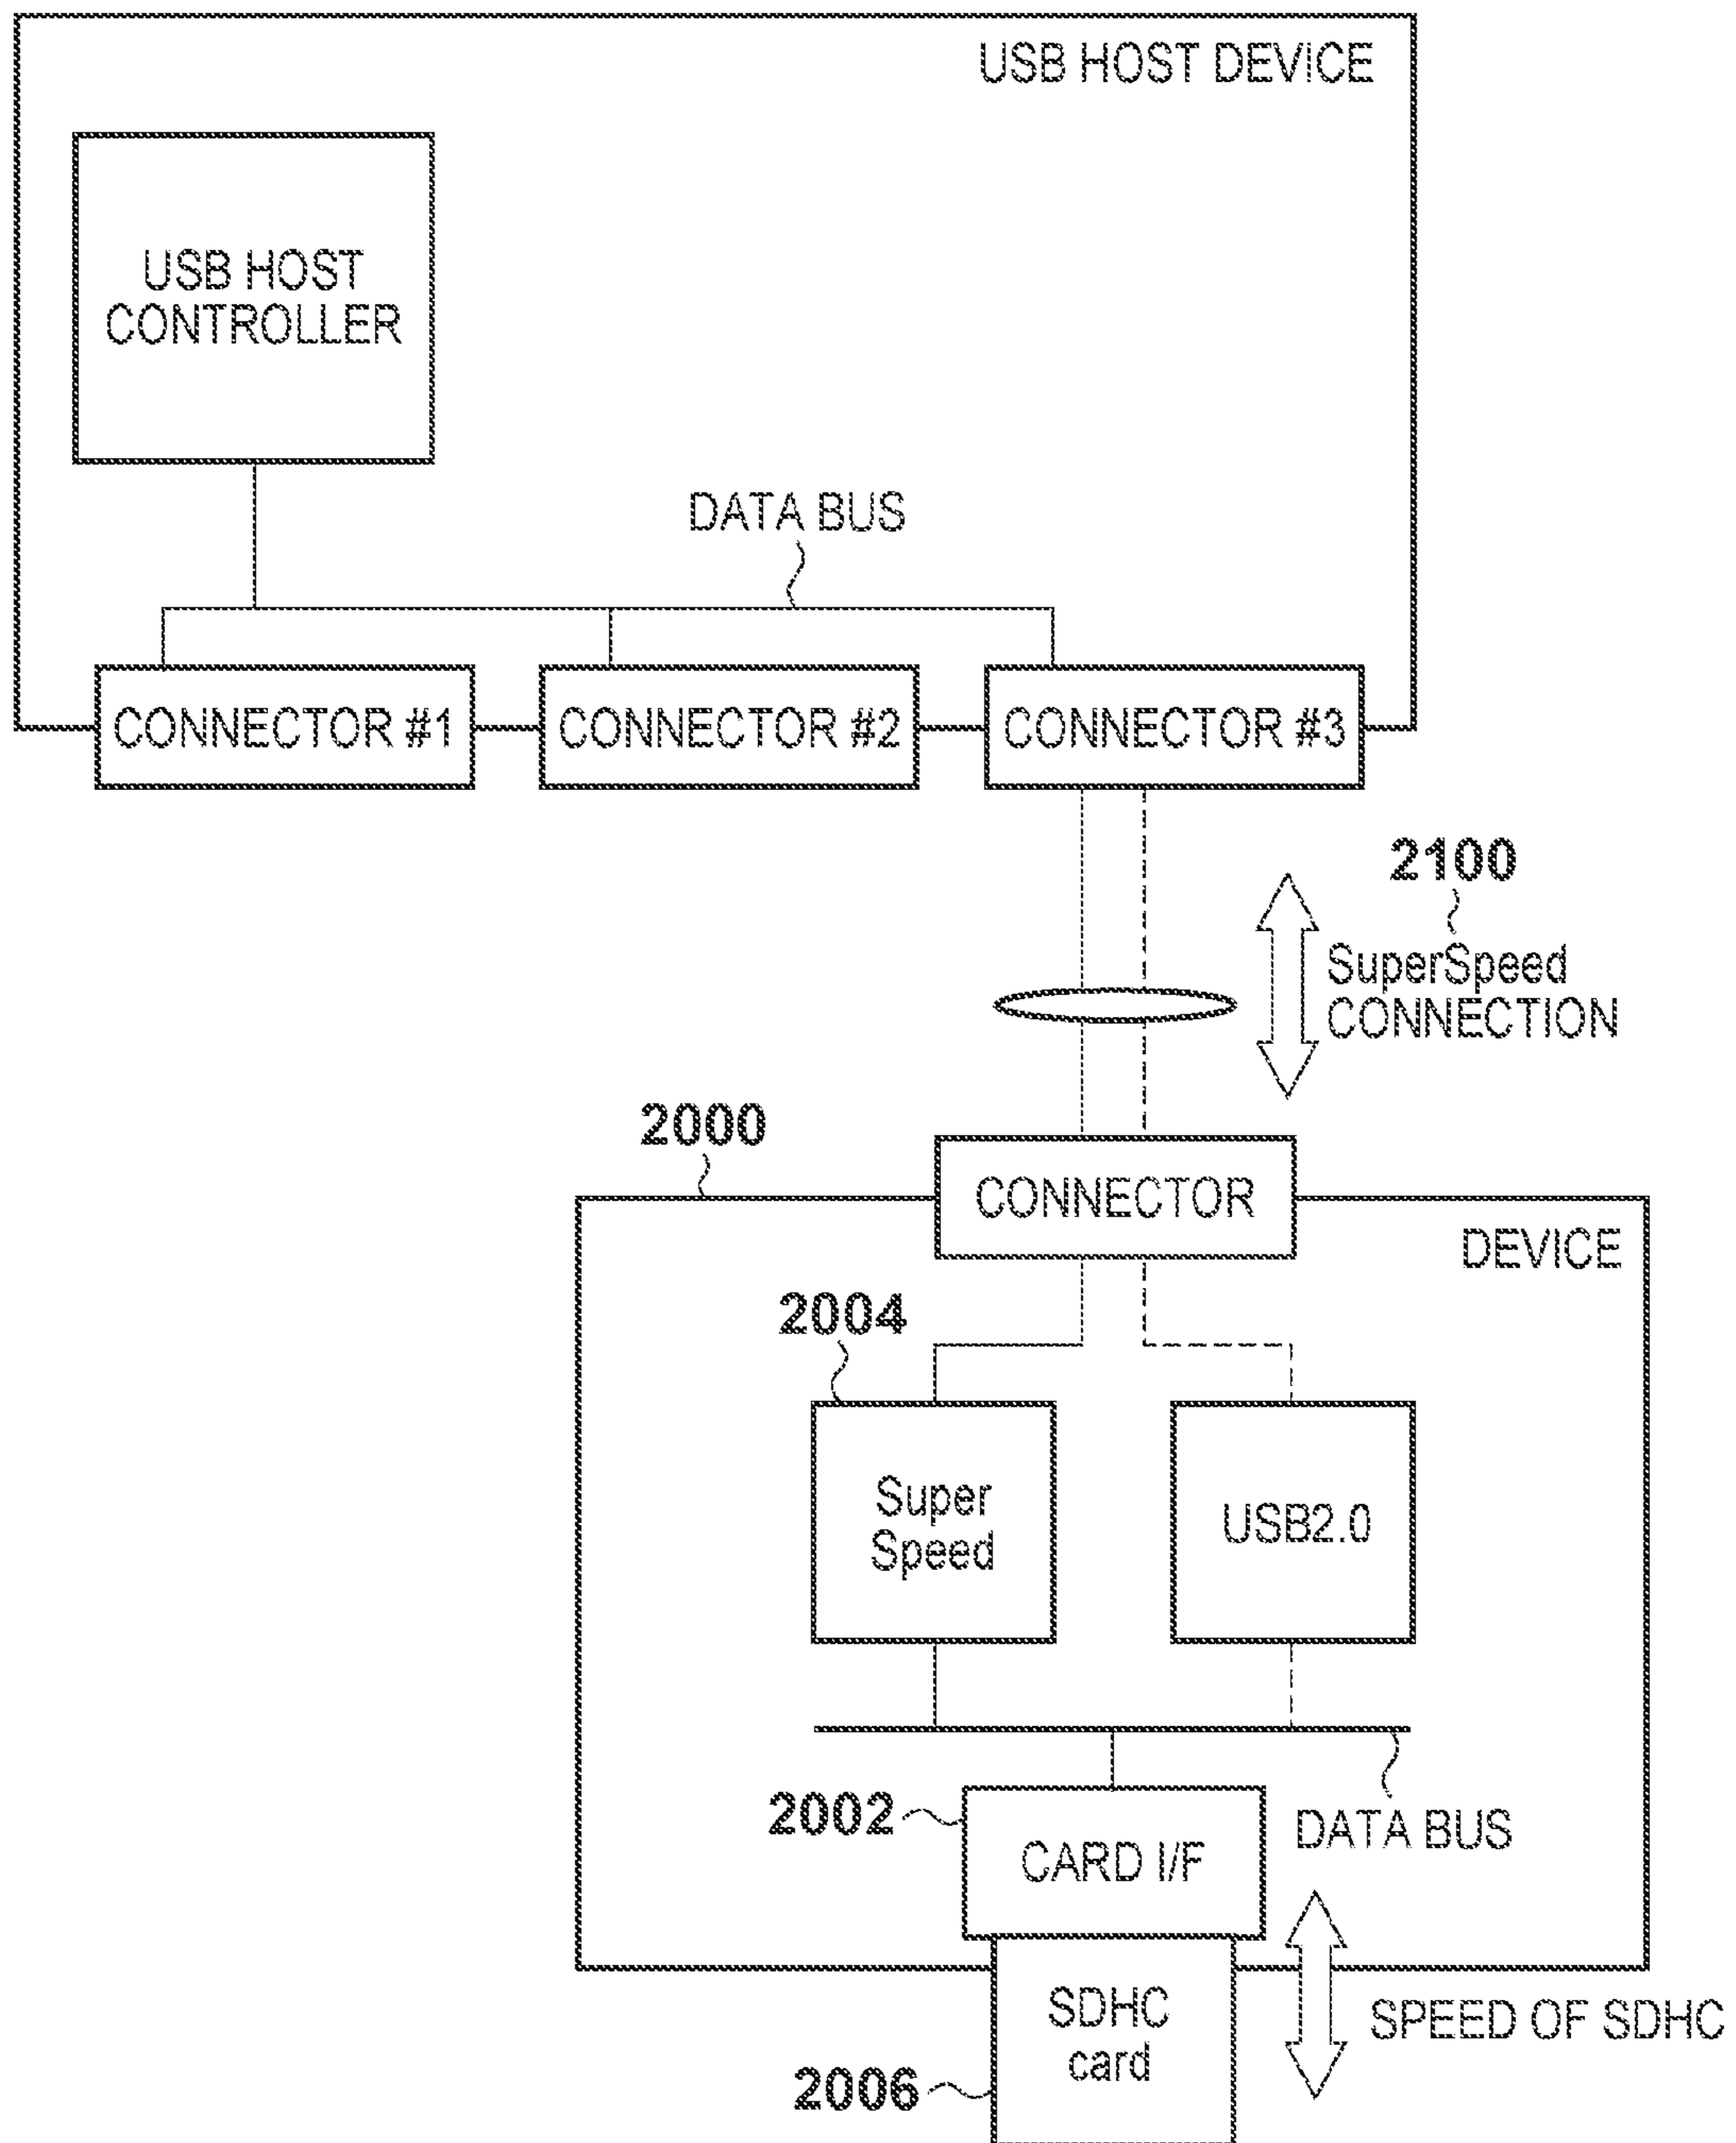 USB HOST DEVICE
USB HOST
CONTROLLER
DATA BUS
CONNECTOR #1
CONNECTOR #2
CONNECTOR #3
2100
SuperSpeed
CONNECTION
2000
CONNECTOR
DEVICE
2004
Super
Speed
USB2.0
2002
CARD I/F
DATA BUS
SDHC
card
SPEED OF SDHC
2006